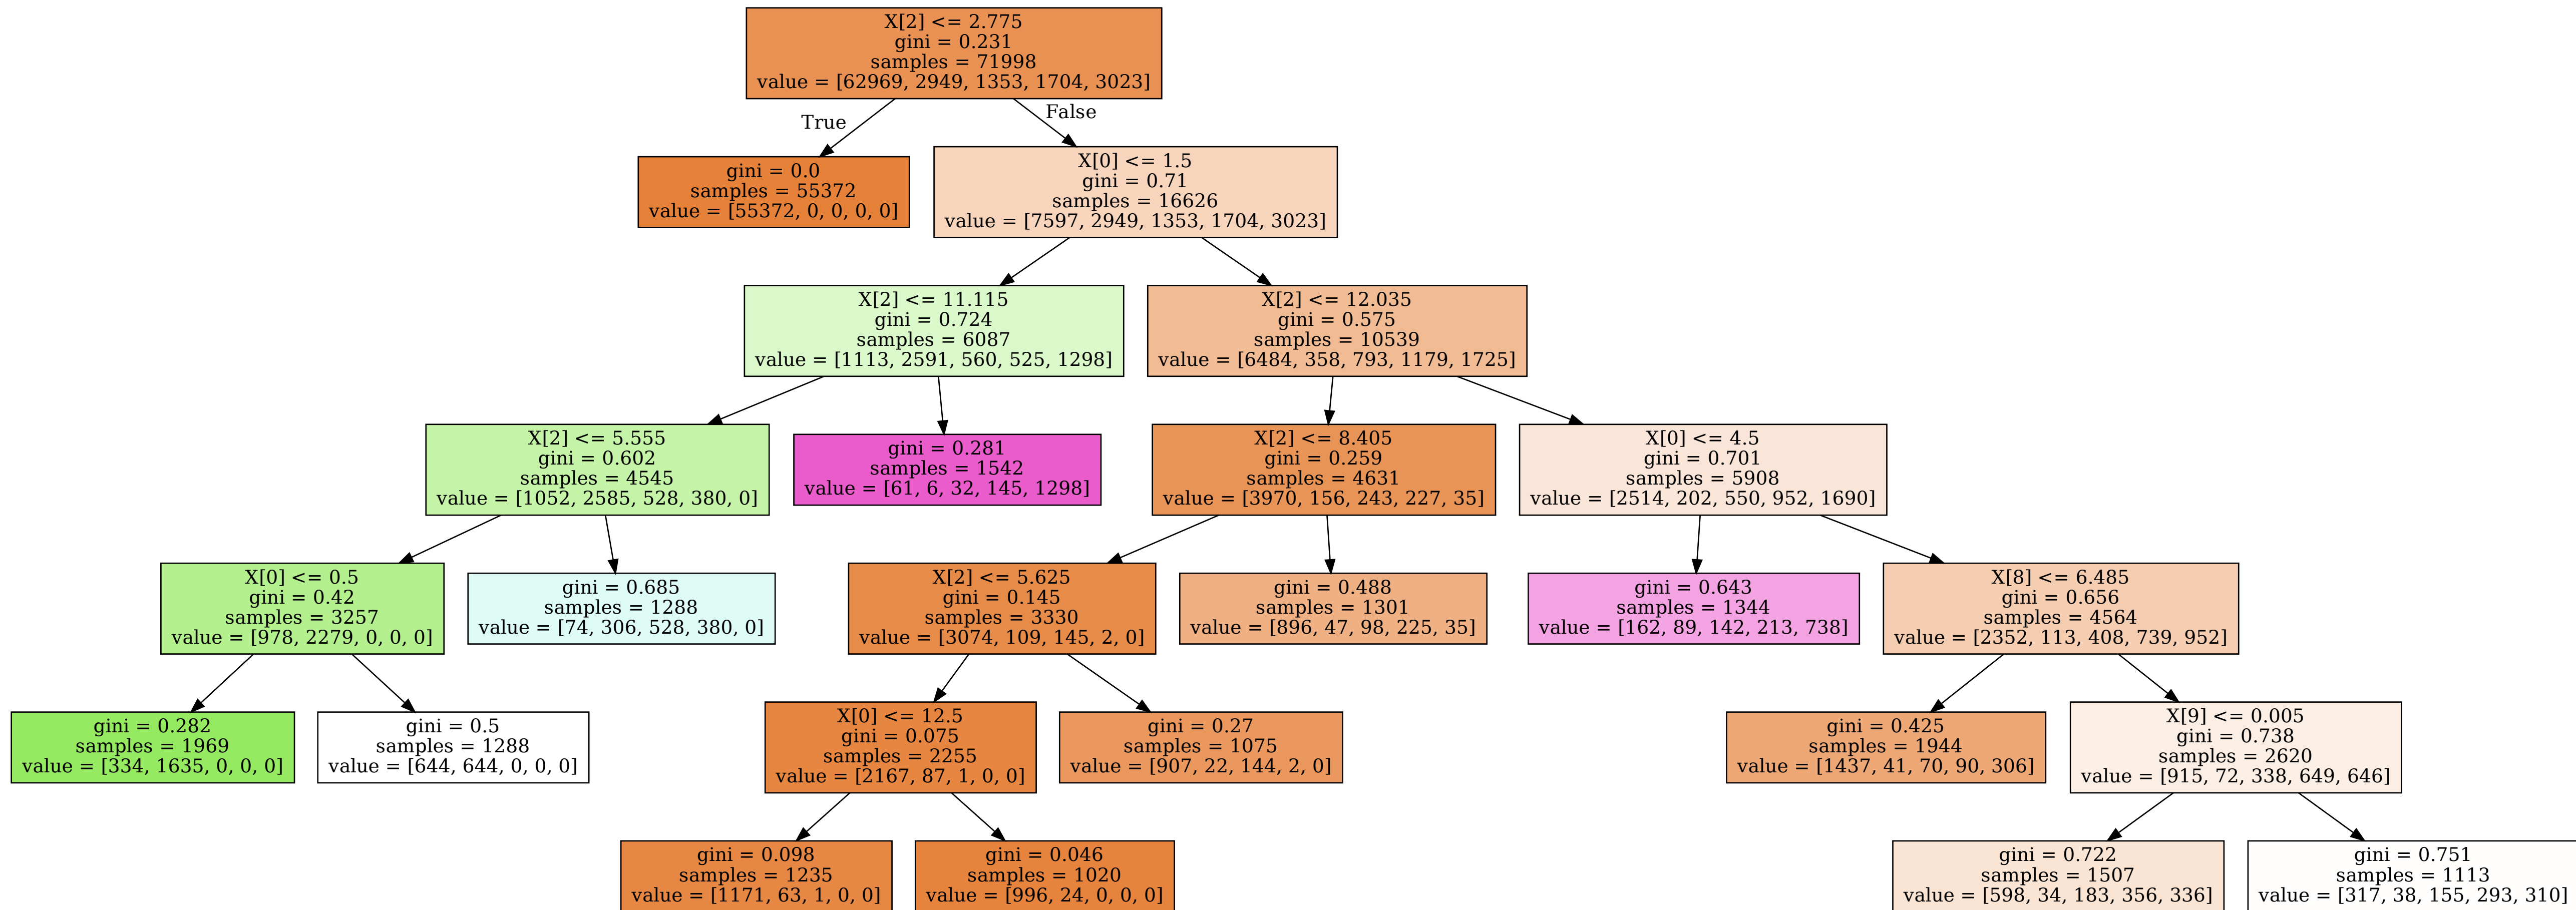 X[2] <= 2.775
gini = 0.231
samples = 71998
value = [62969, 2949, 1353, 1704, 3023]
True
False
gini = 0.0
samples = 55372
value = [55372, 0, 0, 0, 0]
X[0] <= 1.5
gini = 0.71
samples = 16626
value = [7597, 2949, 1353, 1704, 3023]
X[2] <= 11.115
gini = 0.724
samples = 6087
value = [1113, 2591, 560, 525, 1298]
X[2] <= 12.035
gini = 0.575
samples = 10539
value = [6484, 358, 793, 1179, 1725]
X[2] <= 5.555
gini = 0.602
samples = 4545
value = [1052, 2585, 528, 380, 0]
gini = 0.281
samples = 1542
value = [61, 6, 32, 145, 1298]
X[2] <= 8.405
gini = 0.259
samples = 4631
value = [3970, 156, 243, 227, 35]
X[0] <= 4.5
gini = 0.701
samples = 5908
value = [2514, 202, 550, 952, 1690]
X[0] <= 0.5
gini = 0.42
samples = 3257
value = [978, 2279, 0, 0, 0]
gini = 0.685
samples = 1288
value = [74, 306, 528, 380, 0]
X[2] <= 5.625
gini = 0.145
samples = 3330
value = [3074, 109, 145, 2, 0]
gini = 0.488
samples = 1301
value = [896, 47, 98, 225, 35]
gini = 0.643
samples = 1344
value = [162, 89, 142, 213, 738]
X[8] <= 6.485
gini = 0.656
samples = 4564
value = [2352, 113, 408, 739, 952]
gini = 0.282
samples = 1969
value = [334, 1635, 0, 0, 0]
gini = 0.5
samples = 1288
value = [644, 644, 0, 0, 0]
X[0] <= 12.5
gini = 0.075
samples = 2255
value = [2167, 87, 1, 0, 0]
gini = 0.27
samples = 1075
value = [907, 22, 144, 2, 0]
gini = 0.425
samples = 1944
value = [1437, 41, 70, 90, 306]
X[9] <= 0.005
gini = 0.738
samples = 2620
value = [915, 72, 338, 649, 646]
gini = 0.098
samples = 1235
value = [1171, 63, 1, 0, 0]
gini = 0.046
samples = 1020
value = [996, 24, 0, 0, 0]
gini = 0.722
samples = 1507
value = [598, 34, 183, 356, 336]
gini = 0.751
samples = 1113
value = [317, 38, 155, 293, 310]